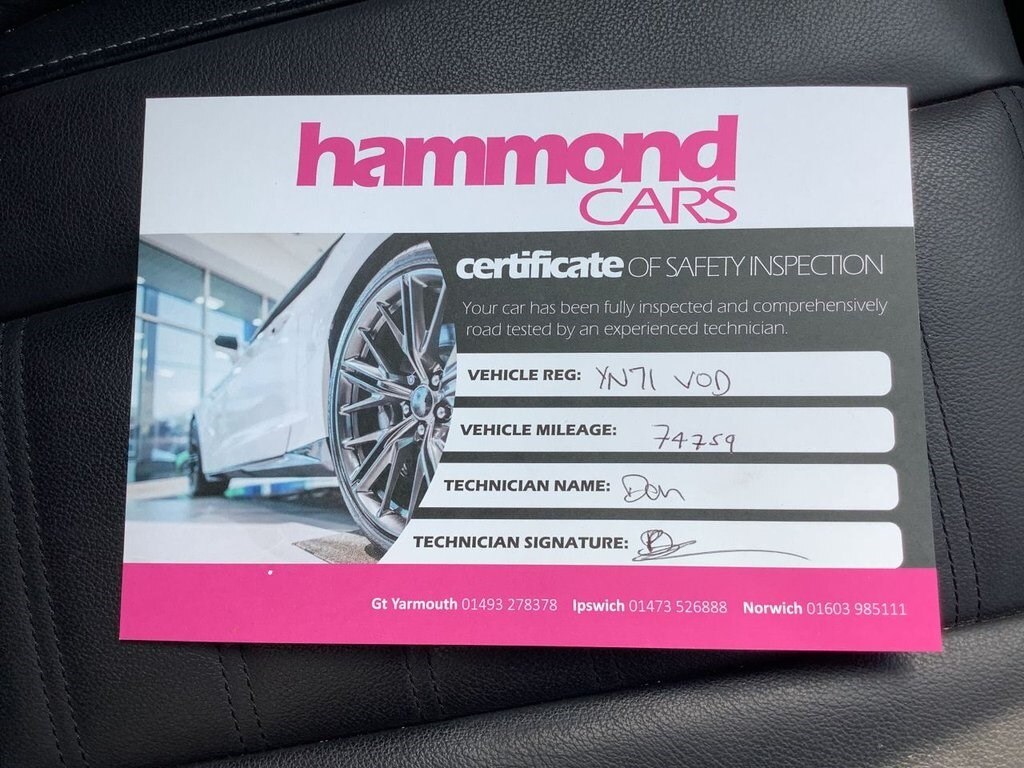 hammond
CARS
certificate OF SAFETY INSPECTION
Your car has been fully inspected and comprehensively
road tested by an experienced technician.
VEHICLE REG: YN71 VOD
VEHICLE MILEAGE: 74759
TECHNICIAN NAME: Dan
TECHNICIAN SIGNATURE:
Gt Yarmouth 01493 278378 Ipswich 01473 526888 Norwich 01603 985111